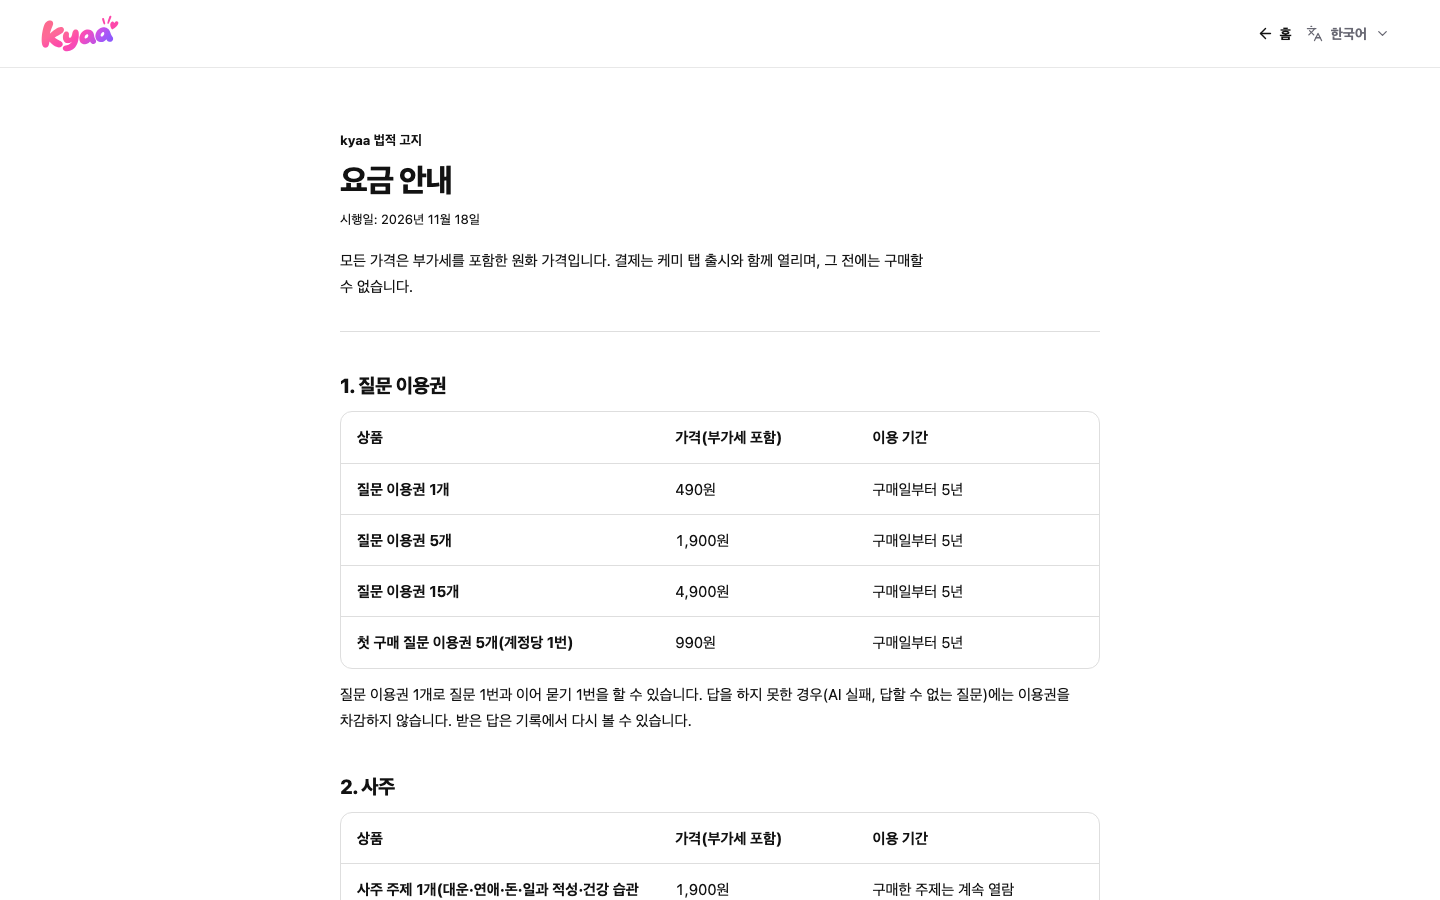 kyaa
홈
한국어
kyaa 법적 고지
요금 안내
시행일: 2026년 11월 18일
모든 가격은 부가세를 포함한 원화 가격입니다. 결제는 케미 탭 출시와 함께 열리며, 그 전에는 구매할
수 없습니다.
1. 질문 이용권
상품 가격(부가세 포함) 이용 기간
질문 이용권 1개 490원 구매일부터 5년
질문 이용권 5개 1,900원 구매일부터 5년
질문 이용권 15개 4,900원 구매일부터 5년
첫 구매 질문 이용권 5개(계정당 1번) 990원 구매일부터 5년
질문 이용권 1개로 질문 1번과 이어 묻기 1번을 할 수 있습니다. 답을 하지 못한 경우(AI 실패, 답할 수 없는 질문)에는 이용권을
차감하지 않습니다. 받은 답은 기록에서 다시 볼 수 있습니다.
2. 사주
상품 가격(부가세 포함) 이용 기간
사주 주제 1개(대운·연애·돈·일과 적성·건강 습관 1,900원 구매한 주제는 계속 열람